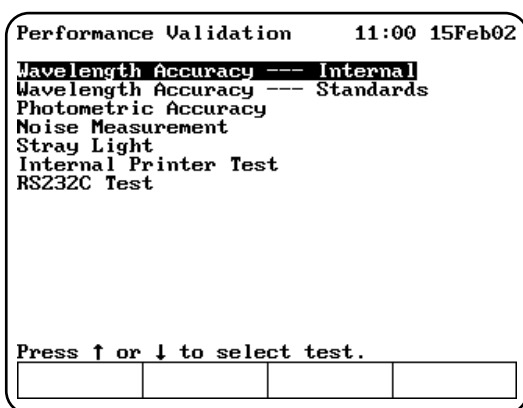 Performance Validation 11:00 15Feb02
Wavelength Accuracy --- Internal
Wavelength Accuracy --- Standards
Photometric Accuracy
Noise Measurement
Stray Light
Internal Printer Test
RS232C Test
Press ↑ or ↓ to select test.